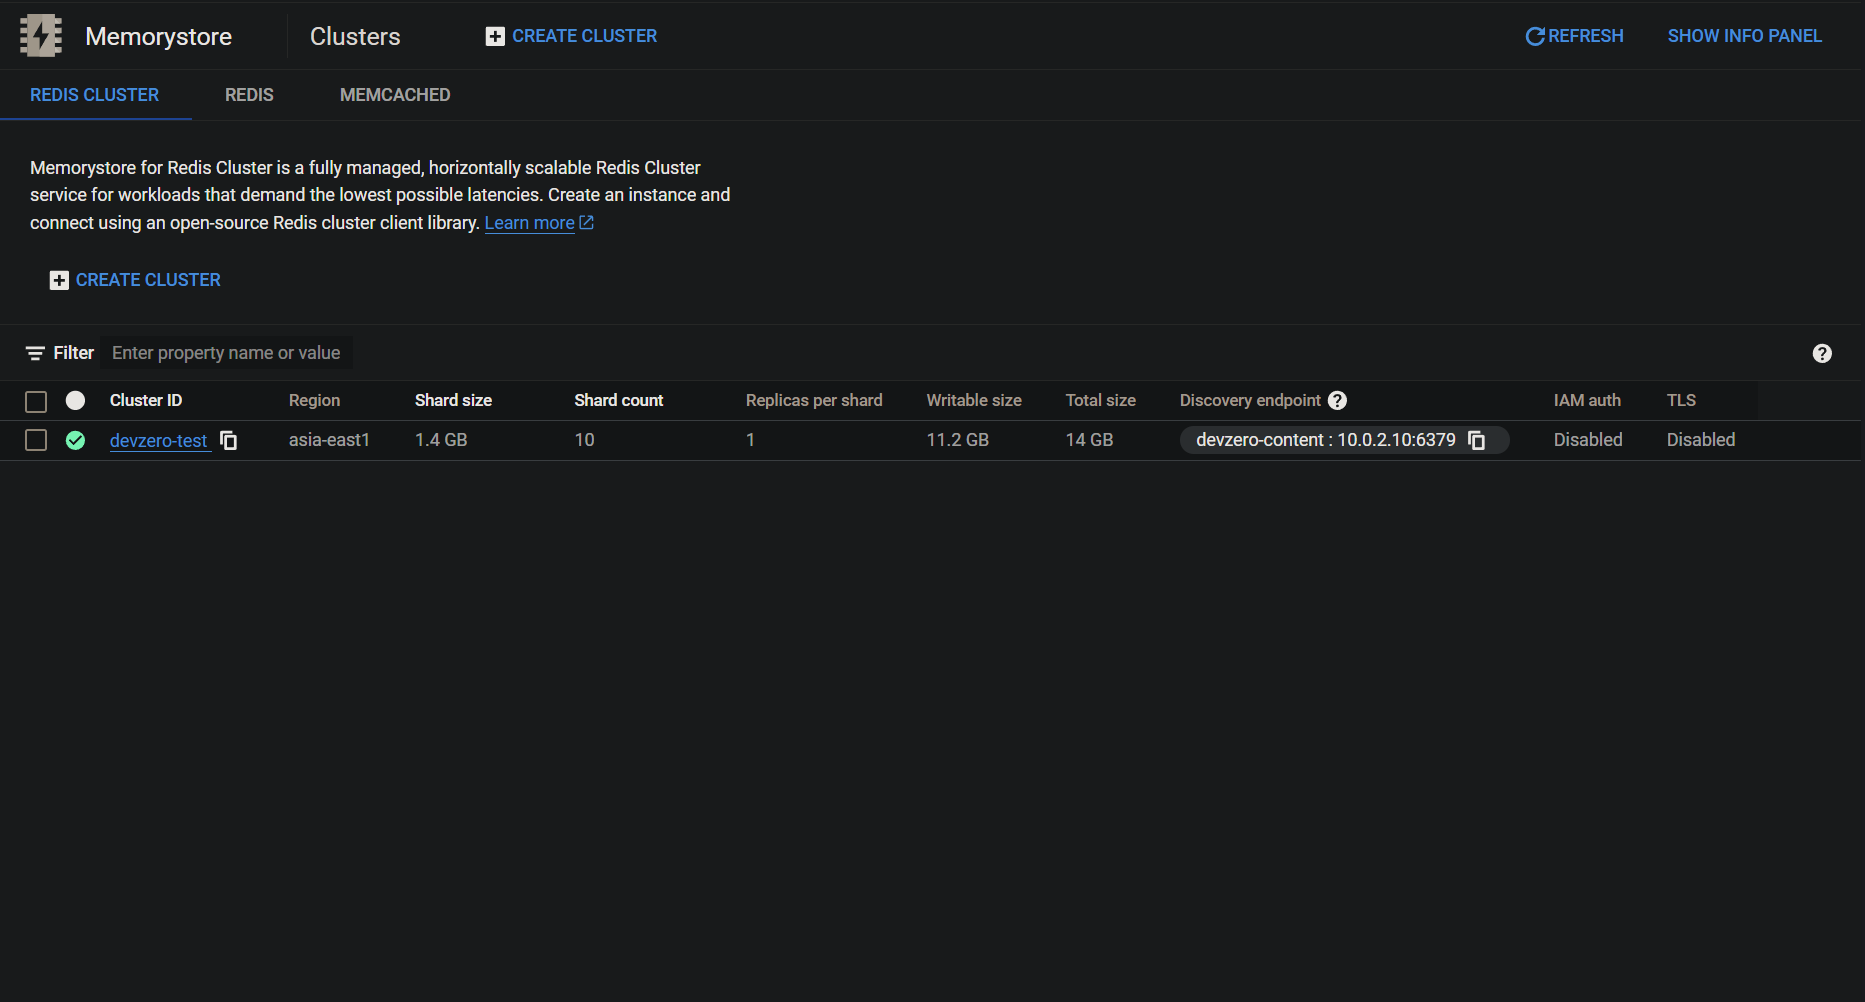 Memorystore Clusters CREATE CLUSTER REFRESH SHOW INFO PANEL
REDIS CLUSTER REDIS MEMCACHED
Memorystore for Redis Cluster is a fully managed, horizontally scalable Redis Cluster
service for workloads that demand the lowest possible latencies. Create an instance and
connect using an open-source Redis cluster client library. Learn more
CREATE CLUSTER
Filter Enter property name or value
Cluster ID Region Shard size Shard count Replicas per shard Writable size Total size Discovery endpoint IAM auth TLS
devzero-test asia-east1 1.4 GB 10 1 11.2 GB 14 GB devzero-content : 10.0.2.10:6379 Disabled Disabled